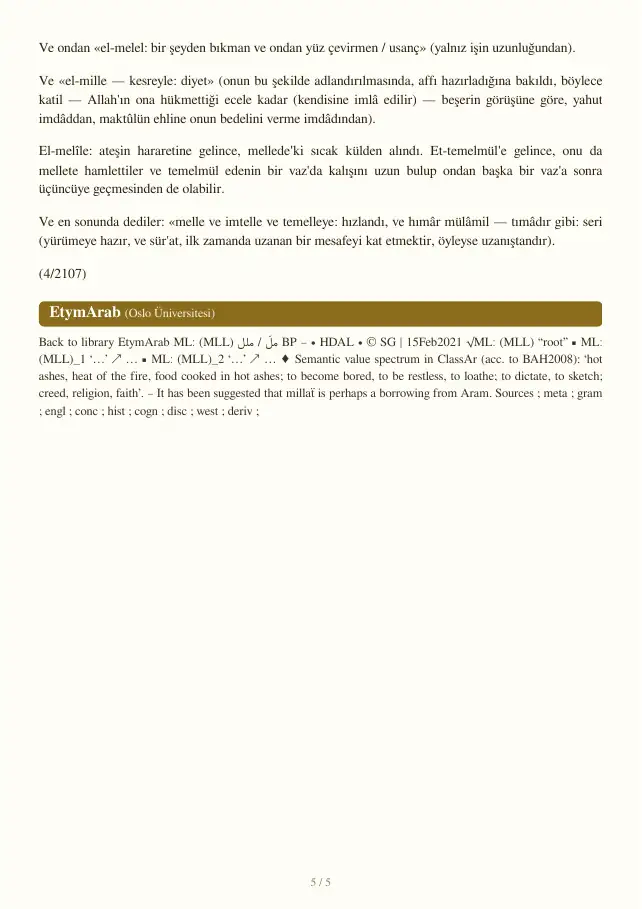 Ve ondan «el-melel: bir şeyden bıkman ve ondan yüz çevirmen / usanç» (yalnız işin uzunluğundan).
Ve «el-mille — kesreyle: diyet» (onun bu şekilde adlandırılmasında, affı hazırladığına bakıldı, böylece
katil — Allah'ın ona hükmettiği ecele kadar (kendisine imlâ edilir) — beşerin görüşüne göre, yahut
imdâddan, maktûlün ehline onun bedelini verme imdâdından).
El-melîle: ateşin hararetine gelince, mellede'ki sıcak külden alındı. Et-temelmül'e gelince, onu da
mellete hamlettiler ve temelmül edenin bir vaz'da kalışını uzun bulup ondan başka bir vaz'a sonra
üçüncüye geçmesinden de olabilir.
Ve en sonunda dediler: «melle ve imtelle ve temelleye: hızlandı, ve hımâr mülâmil — tımâdır gibi: seri
(yürümeye hazır, ve sür'at, ilk zamanda uzanan bir mesafeyi kat etmektir, öyleyse uzanıştandır).
(4/2107)
EtymArab (Oslo Üniversitesi)
Back to library EtymArab ML: (MLL) ملّ / ملل BP – • HDAL • © SG | 15Feb2021 √ML: (MLL) “root” ▪ ML:
(MLL)_1 ‘…’ ↗ … ▪ ML: (MLL)_2 ‘…’ ↗ … ♦ Semantic value spectrum in ClassAr (acc. to BAH2008): ‘hot
ashes, heat of the fire, food cooked in hot ashes; to become bored, to be restless, to loathe; to dictate, to sketch;
creed, religion, faith’. – It has been suggested that millaẗ is perhaps a borrowing from Aram. Sources ; meta ; gram
; engl ; conc ; hist ; cogn ; disc ; west ; deriv ;
5 / 5